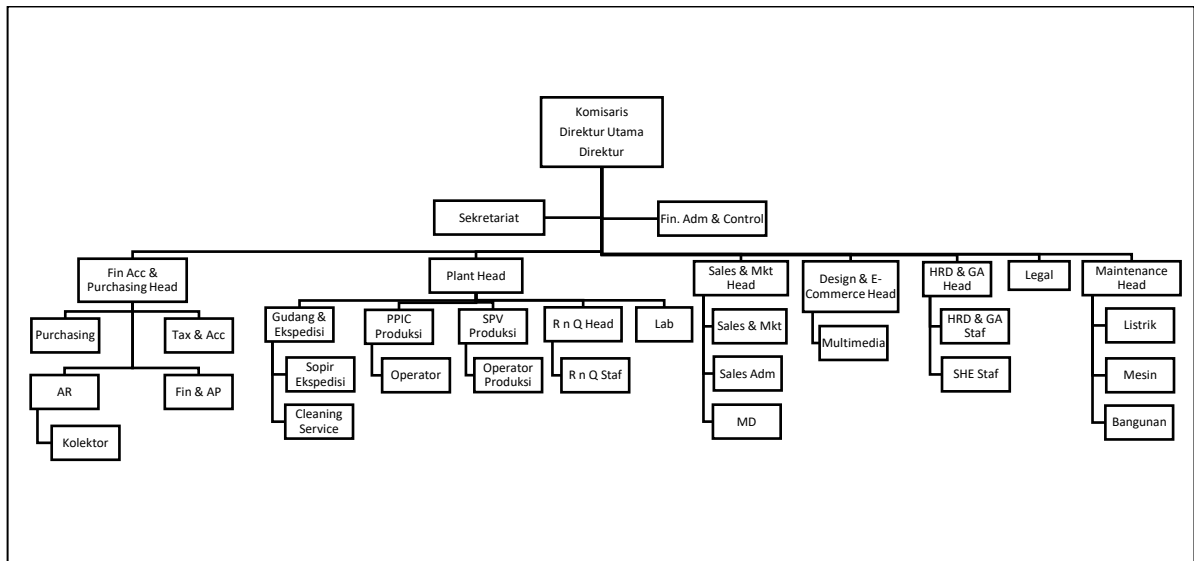 Komisaris
Direktur Utama
Direktur
Sekretariat
Fin. Adm & Control
Fin Acc &
Purchasing Head
Plant Head
Sales & Mkt
Head
Design & E-
Commerce Head
HRD & GA
Head
Legal
Maintenance
Head
Purchasing
Tax & Acc
AR
Fin & AP
Kolektor
Gudang &
Ekspedisi
Sopir
Ekspedisi
Cleaning
Service
PPIC
Produksi
Operator
SPV
Produksi
Operator
Produksi
R n Q Head
R n Q Staf
Lab
Sales & Mkt
Sales Adm
MD
Multimedia
HRD & GA
Staf
SHE Staf
Listrik
Mesin
Bangunan